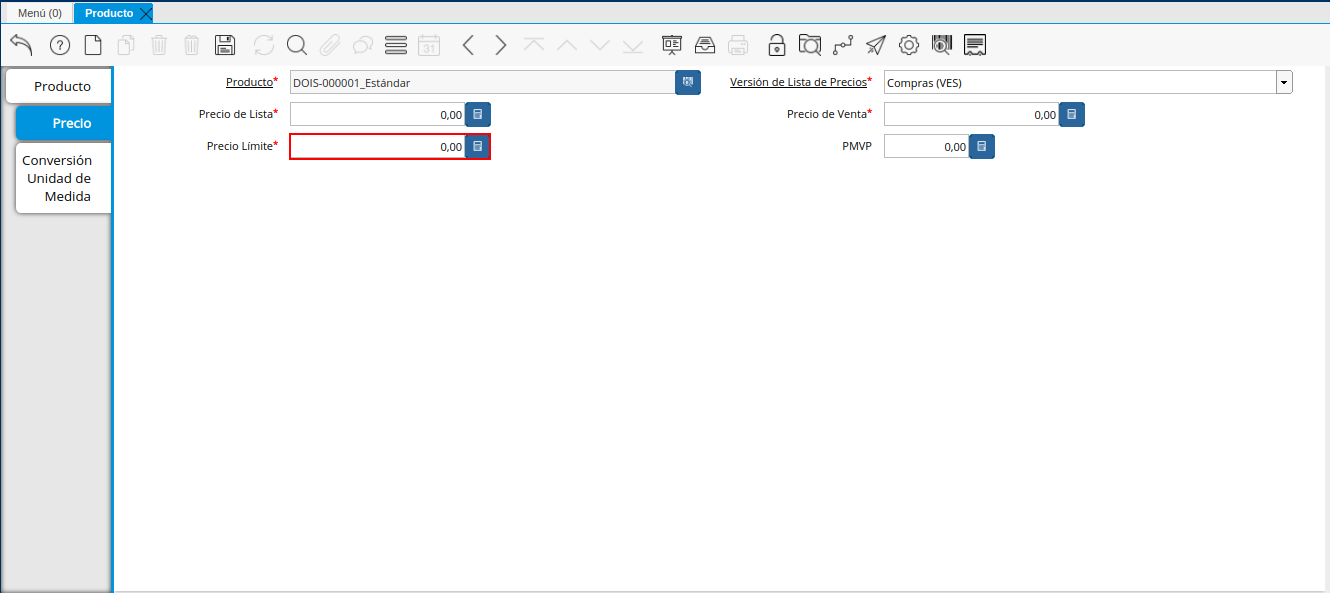 Menú (0)
Producto
31
Producto
Precio
Conversión
Unidad de
Medida
Producto* DOIS-000001_Estándar Versión de Lista de Precios* Compras (VES)
Precio de Lista* 0,00 Precio de Venta* 0,00
Precio Límite* 0,00 PMVP 0,00